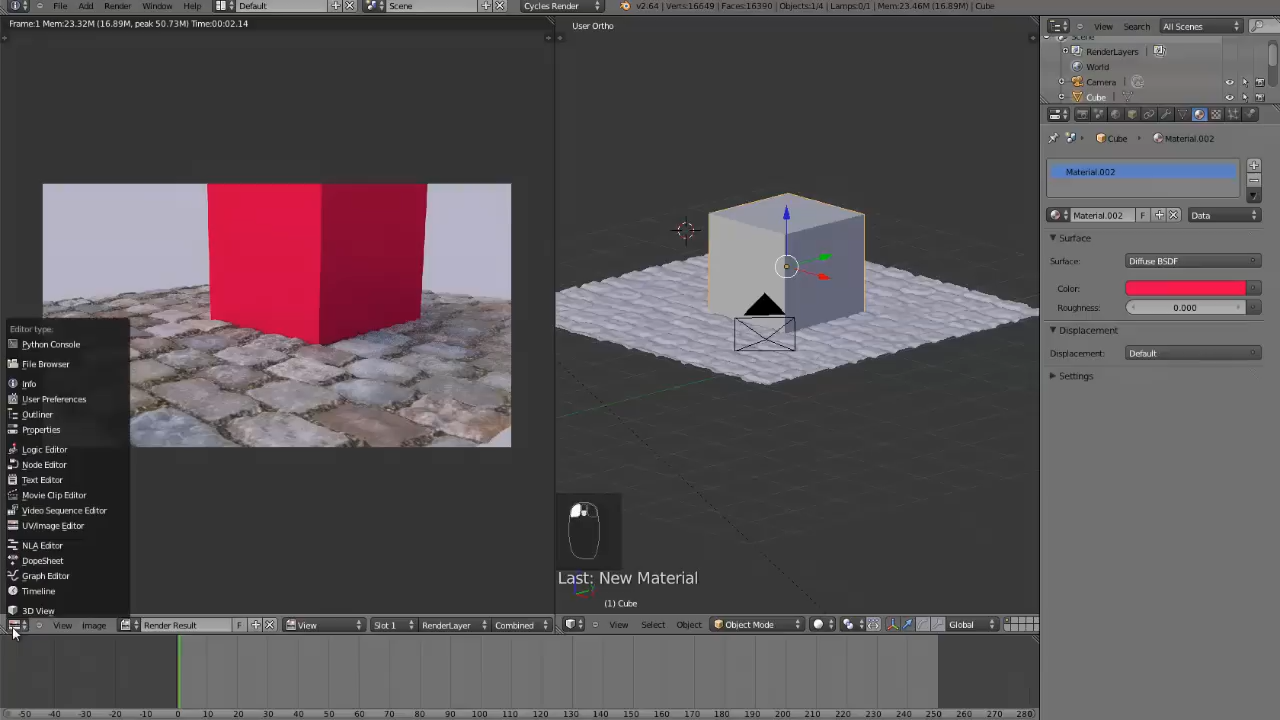 File Add Render Window Help Default Scene Cycles Render v2.64 | Verts:16649 | Faces:16390 | Objects:1/4 | Lamps:0/1 | Mem:23.46M (16.89M) | Cube
Frame:1 Mem:23.32M (16.89M, peak 50.73M) Time:00:02.14
User Ortho
View Search All Scenes
Scene
RenderLayers
World
Camera
Cube
Cube Material.002
Material.002
Material.002 F Data
Surface
Surface: Diffuse BSDF
Color:
Roughness: 0.000
Displacement
Displacement: Default
Settings
Editor type:
Python Console
File Browser
Info
User Preferences
Outliner
Properties
Logic Editor
Node Editor
Text Editor
Movie Clip Editor
Video Sequence Editor
UV/Image Editor
NLA Editor
DopeSheet
Graph Editor
Timeline
3D View
Last: New Material
(1) Cube
View Image Render Result F View Slot 1 RenderLayer Combined
View Select Object Object Mode Global
-50 -40 -30 -20 -10 0 10 20 30 40 50 60 70 80 90 100 110 120 130 140 150 160 170 180 190 200 210 220 230 240 250 260 270 280